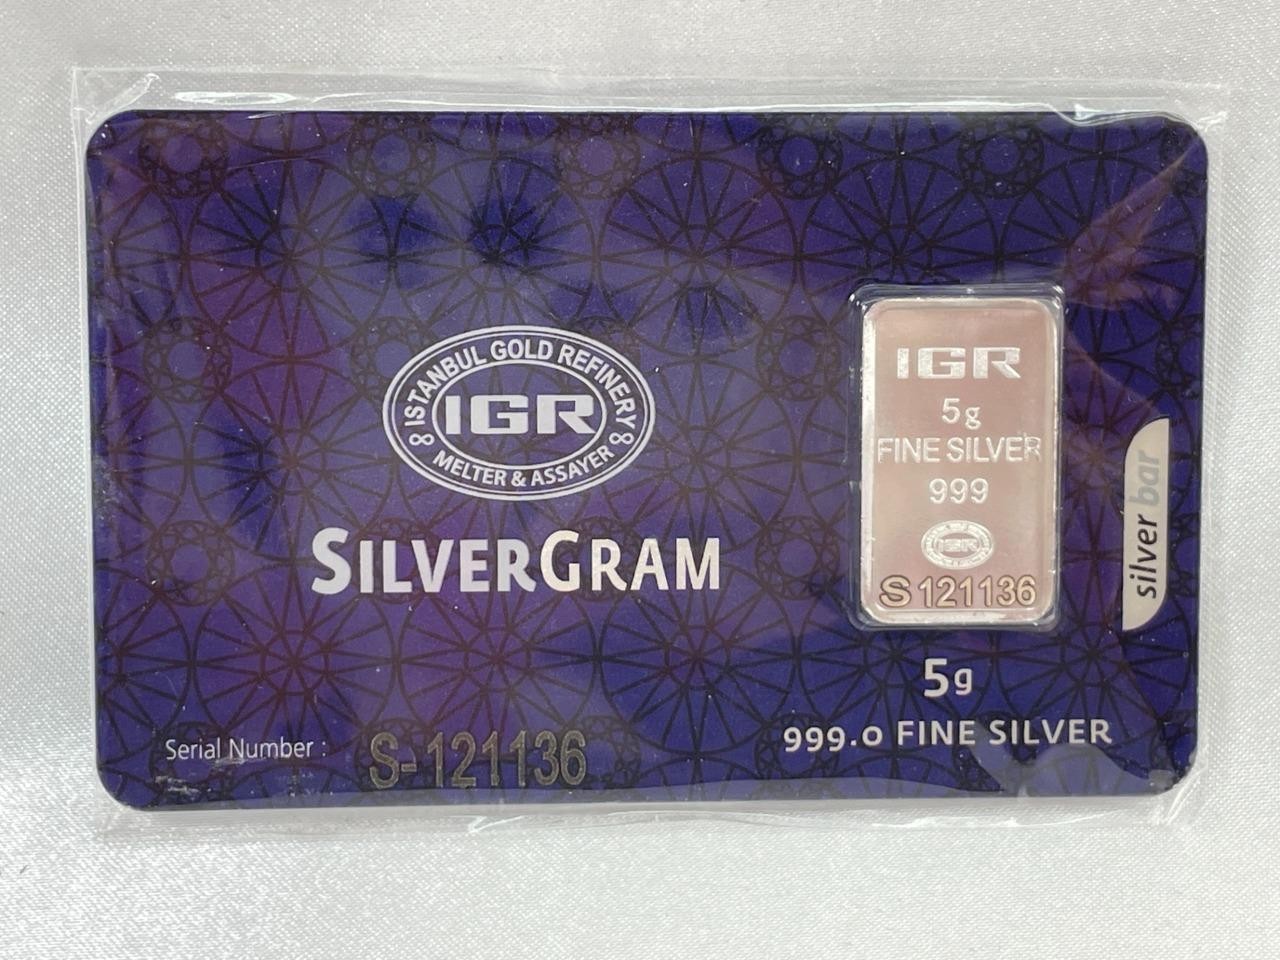 ISTANBUL GOLD REFINERY
IGR
MELTER & ASSAYER
SILVERGRAM
Serial Number : S-121136
IGR
5g
FINE SILVER
999
IGR
S 121136
5g
999.0 FINE SILVER
silver bar